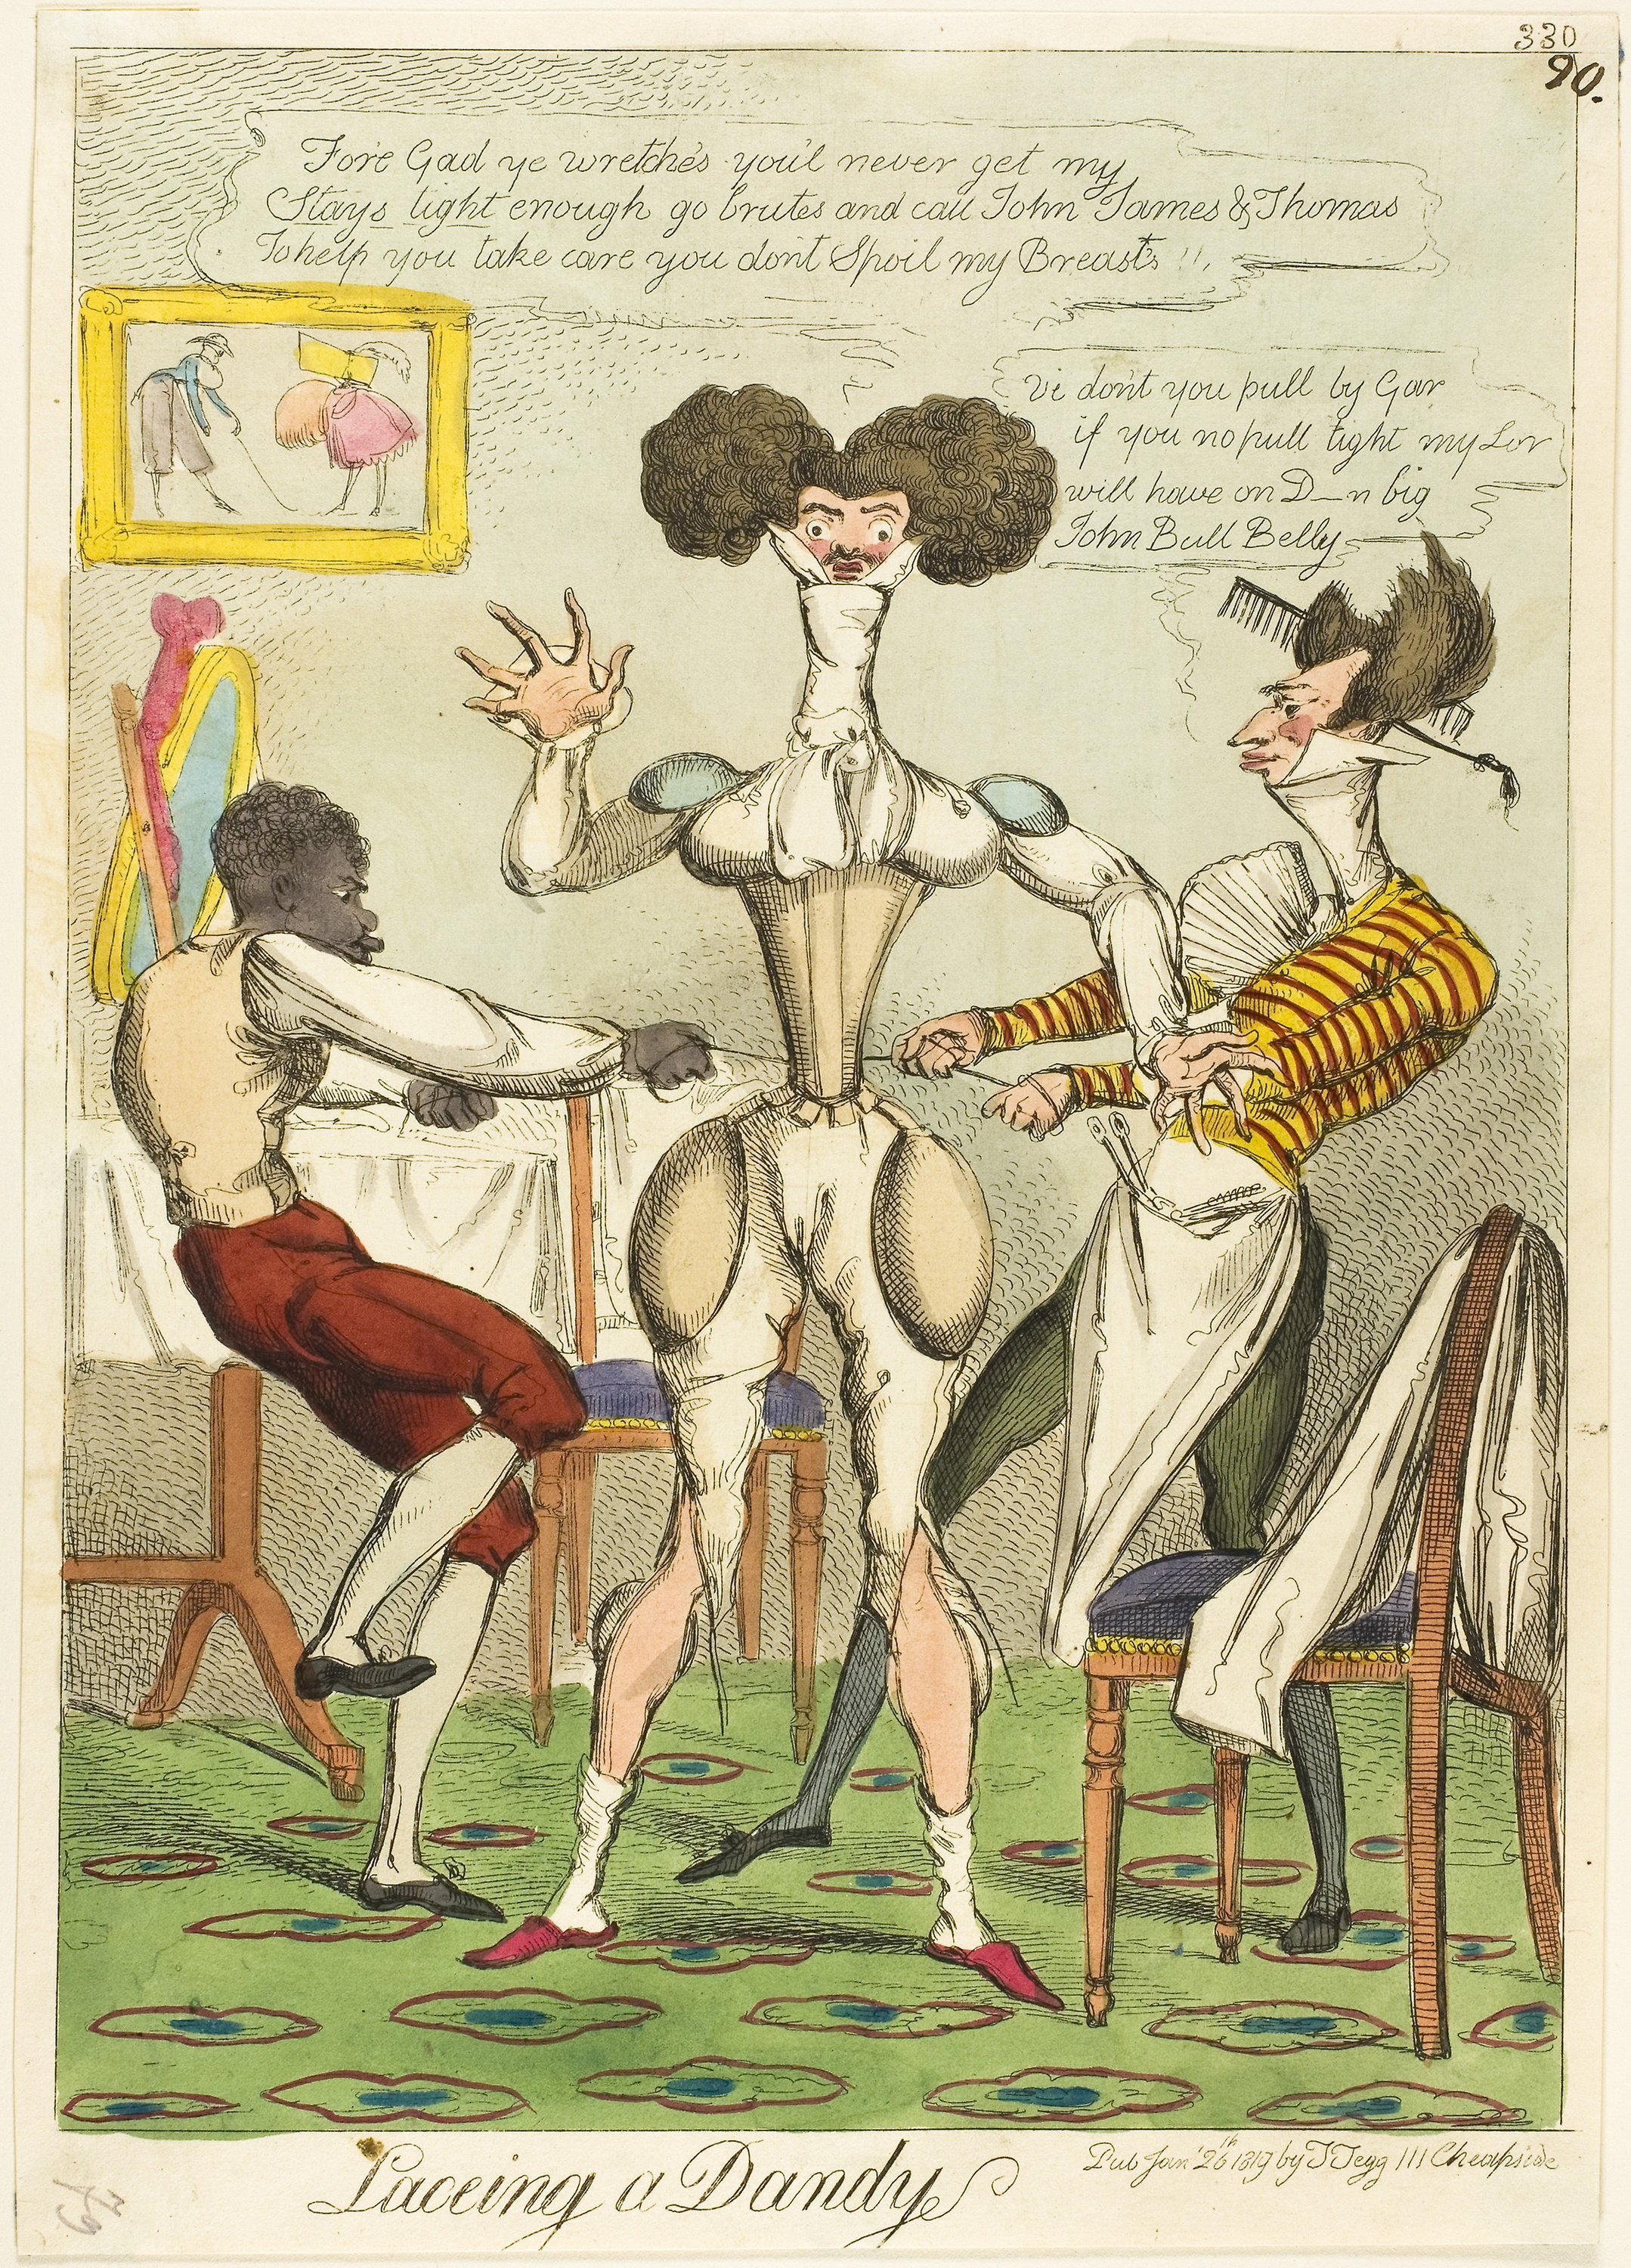 330
90.
Fore Gad ye wretches you'l never get my
Stays tight enough go brutes and call John James & Thomas
To help you take care you dont Spoil my Breasts !!,
Vi dont you pull by Gar
if you no pull tight my Lor
will have on D—n big
John Bull Belly
Laceing a Dandy
Pub Jany 26th 1819 by T Tegg 111 Cheapside